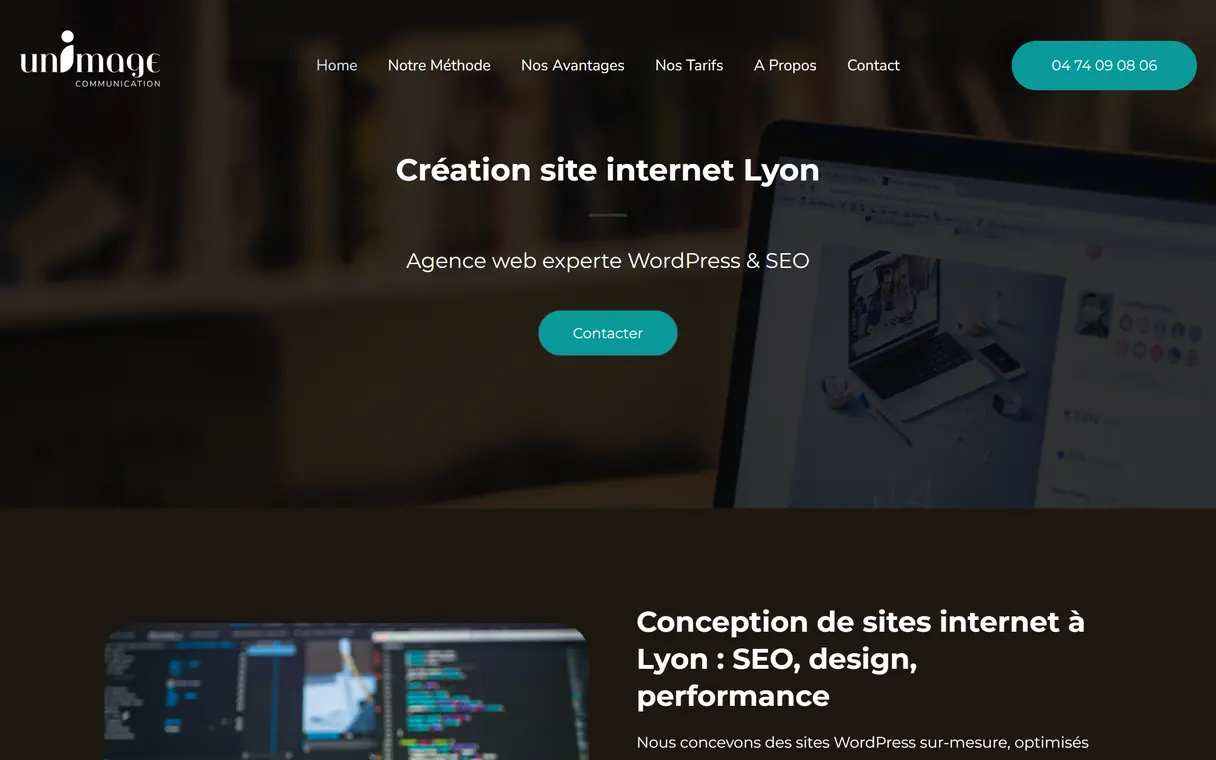 unimage
COMMUNICATION
Home
Notre Méthode
Nos Avantages
Nos Tarifs
A Propos
Contact
04 74 09 08 06
Création site internet Lyon
Agence web experte WordPress & SEO
Contacter
Conception de sites internet à
Lyon : SEO, design,
performance
Nous concevons des sites WordPress sur-mesure, optimisés